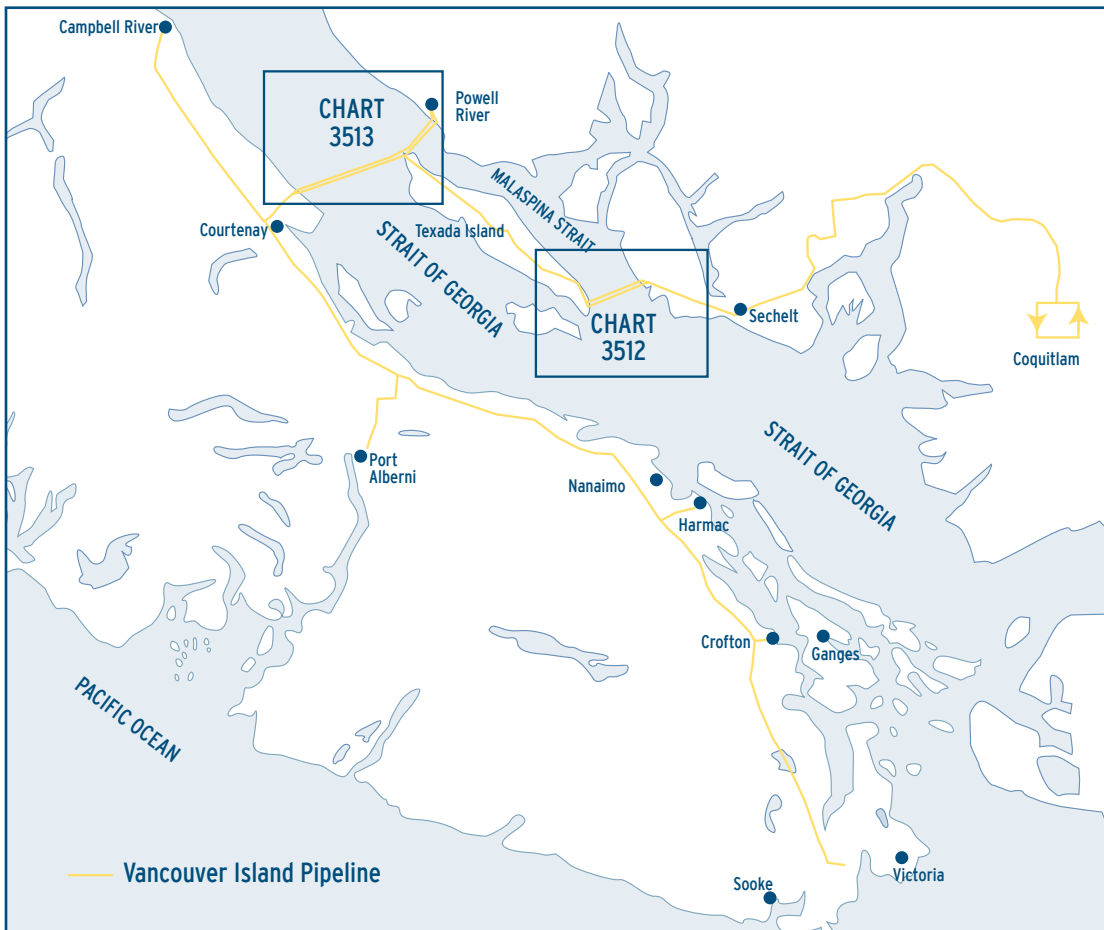 Campbell River
CHART
3513
Powell
River
MALASPINA STRAIT
Courtenay
Texada Island
STRAIT OF GEORGIA
CHART
3512
Sechelt
Coquitlam
STRAIT OF GEORGIA
Port
Alberni
Nanaimo
Harmac
Crofton
Ganges
PACIFIC OCEAN
Vancouver Island Pipeline
Victoria
Sooke